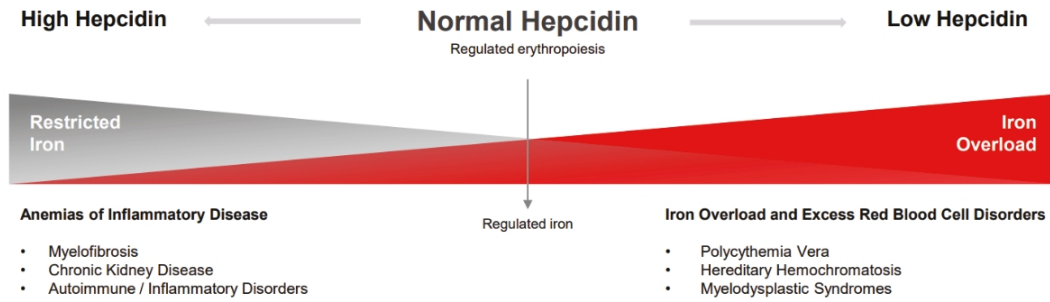 High Hepcidin
Normal Hepcidin
Low Hepcidin
Regulated erythropoiesis
Restricted
Iron
Iron
Overload
Anemias of Inflammatory Disease
• Myelofibrosis
• Chronic Kidney Disease
• Autoimmune / Inflammatory Disorders
Regulated iron
Iron Overload and Excess Red Blood Cell Disorders
• Polycythemia Vera
• Hereditary Hemochromatosis
• Myelodysplastic Syndromes